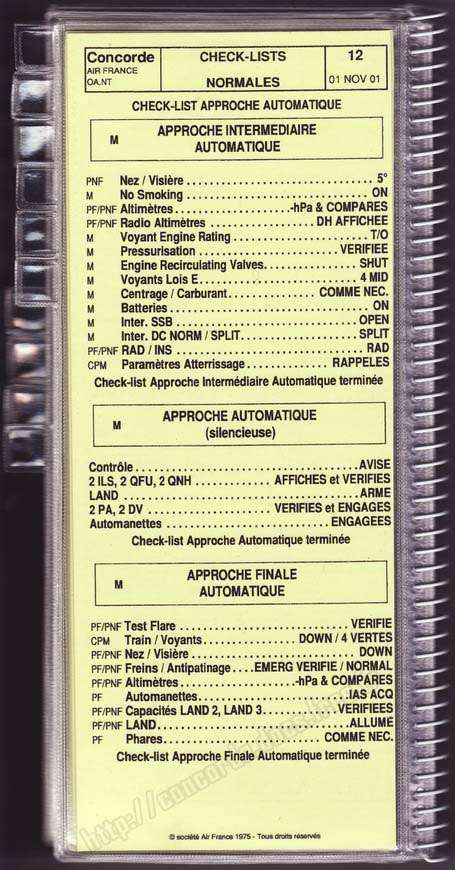 Concorde
AIR FRANCE
OA.NT
CHECK-LISTS
NORMALES
12
01 NOV 01
CHECK-LIST APPROCHE AUTOMATIQUE
M
APPROCHE INTERMEDIAIRE
AUTOMATIQUE
PNF Nez / Visière ........................ 5°
M No Smoking ........................ ON
PF/PNF Altimètres ........................ -hPa & COMPARES
PF/PNF Radio Altimètres ........................ DH AFFICHEE
M Voyant Engine Rating ........................ T/O
M Pressurisation ........................ VERIFIEE
M Engine Recirculating Valves ........................ SHUT
M Voyants Lois E ........................ 4 MID
M Centrage / Carburant ........................ COMME NEC.
M Batteries ........................ ON
M Inter. SSB ........................ OPEN
M Inter. DC NORM / SPLIT ........................ SPLIT
PF/PNF RAD / INS ........................ RAD
CPM Paramètres Atterrissage ........................ RAPPELES
Check-list Approche Intermédiaire Automatique terminée
M
APPROCHE AUTOMATIQUE
(silencieuse)
Contrôle ........................ AVISE
2 ILS, 2 QFU, 2 QNH ........................ AFFICHES et VERIFIES
LAND ........................ ARME
2 PA, 2 DV ........................ VERIFIES et ENGAGES
Automanettes ........................ ENGAGEES
Check-list Approche Automatique terminée
M
APPROCHE FINALE
AUTOMATIQUE
PF/PNF Test Flare ........................ VERIFIE
CPM Train / Voyants ........................ DOWN / 4 VERTES
PF/PNF Nez / Visière ........................ DOWN
PF/PNF Freins / Antipatinage .... EMERG VERIFIE / NORMAL
PF/PNF Altimètres ........................ -hPa & COMPARES
PF Automanettes ........................ IAS ACQ
PF/PNF Capacités LAND 2, LAND 3 ........................ VERIFIEES
PF/PNF LAND ........................ ALLUME
PF Phares ........................ COMME NEC.
Check-list Approche Finale Automatique terminée
© société Air France 1975 - Tous droits réservés